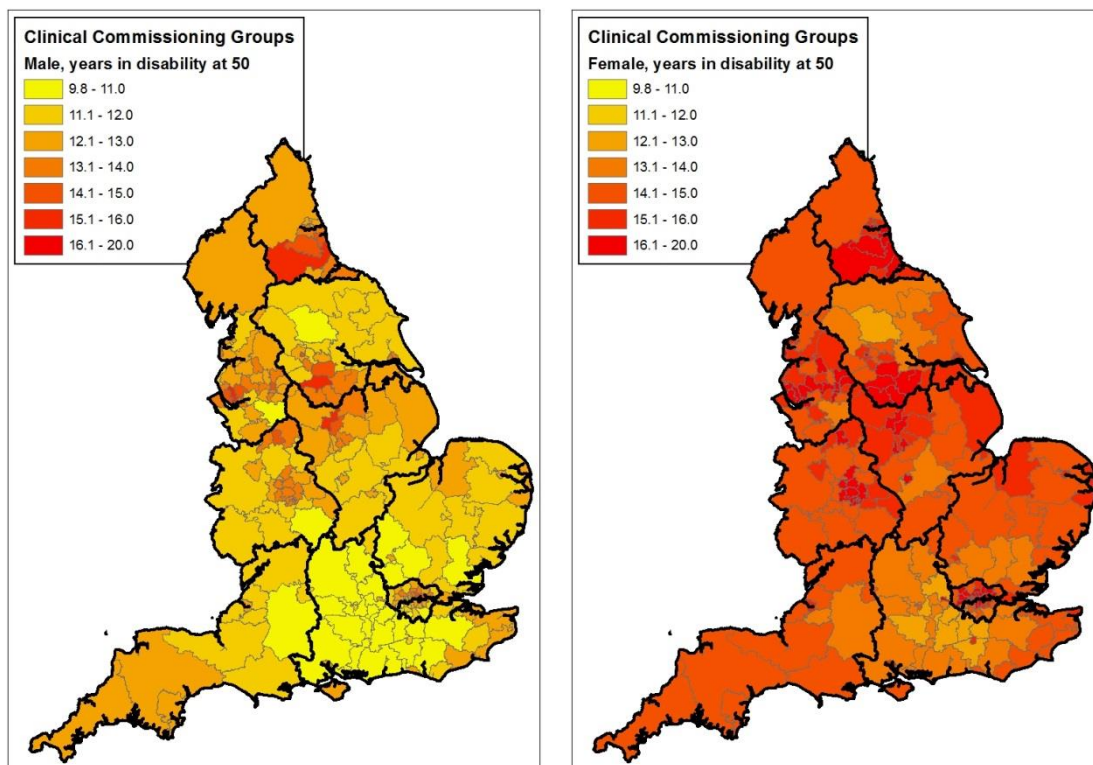 Clinical Commissioning Groups
Male, years in disability at 50
9.8 - 11.0
11.1 - 12.0
12.1 - 13.0
13.1 - 14.0
14.1 - 15.0
15.1 - 16.0
16.1 - 20.0
Clinical Commissioning Groups
Female, years in disability at 50
9.8 - 11.0
11.1 - 12.0
12.1 - 13.0
13.1 - 14.0
14.1 - 15.0
15.1 - 16.0
16.1 - 20.0